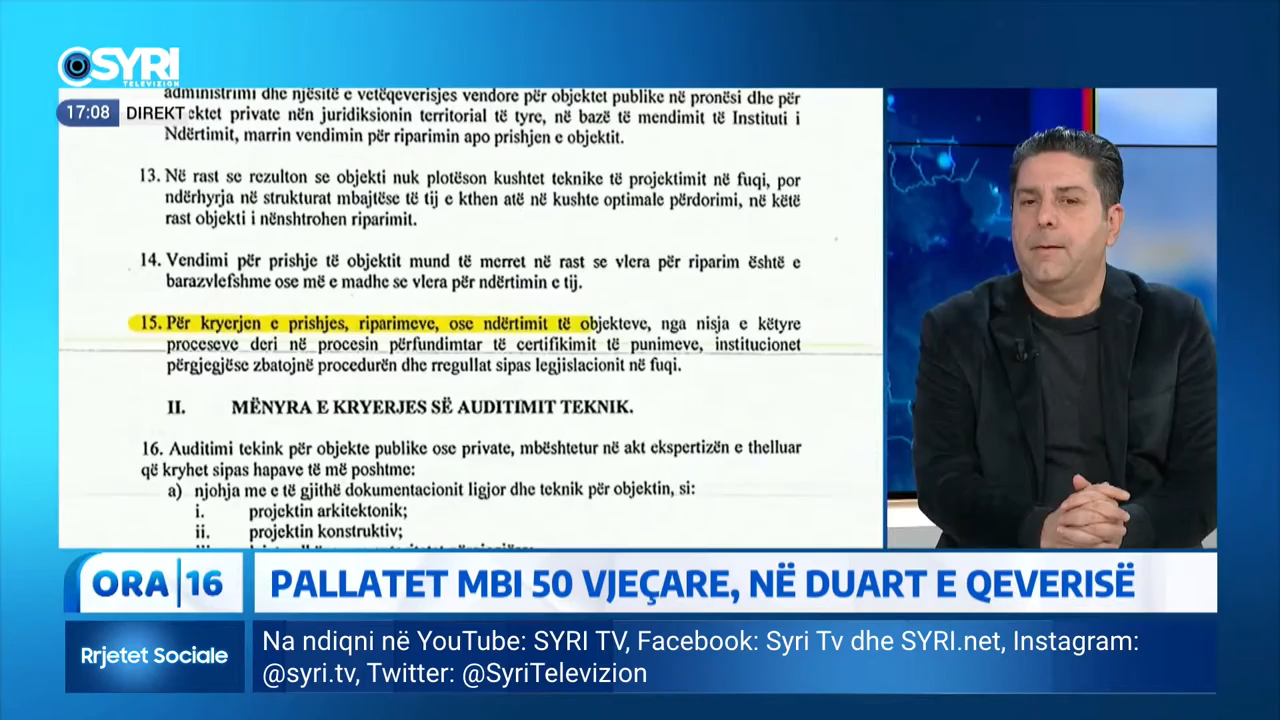 SYRI
TELEVIZION
17:08 DIREKT
administrimi dhe njësitë e vetëqeverisjes vendore për objektet publike në pronësi dhe për
ektet private nën juridiksionin territorial të tyre, në bazë të mendimit të Instituti i
Ndërtimit, marrin vendimin për riparimin apo prishjen e objektit.
13. Në rast se rezulton se objekti nuk plotëson kushtet teknike të projektimit në fuqi, por
ndërhyrja në strukturat mbajtëse të tij e kthen atë në kushte optimale përdorimi, në këtë
rast objekti i nënshtrohen riparimit.
14. Vendimi për prishje të objektit mund të merret në rast se vlera për riparim është e
barazvlefshme ose më e madhe se vlera për ndërtimin e tij.
15. Për kryerjen e prishjes, riparimeve, ose ndërtimit të objekteve, nga nisja e këtyre
proceseve deri në procesin përfundimtar të certifikimit të punimeve, institucionet
përgjegjëse zbatojnë procedurën dhe rregullat sipas legjislacionit në fuqi.
II. MËNYRA E KRYERJES SË AUDITIMIT TEKNIK.
16. Auditimi tekink për objekte publike ose private, mbështetur në akt ekspertizën e thelluar
që kryhet sipas hapave të më poshtme:
a) njohja me e të gjithë dokumentacionit ligjor dhe teknik për objektin, si:
i. projektin arkitektonik;
ii. projektin konstruktiv;
ORA 16
PALLATET MBI 50 VJEÇARE, NË DUART E QEVERISË
Rrjetet Sociale
Na ndiqni në YouTube: SYRI TV, Facebook: Syri Tv dhe SYRI.net, Instagram:
@syri.tv, Twitter: @SyriTelevizion